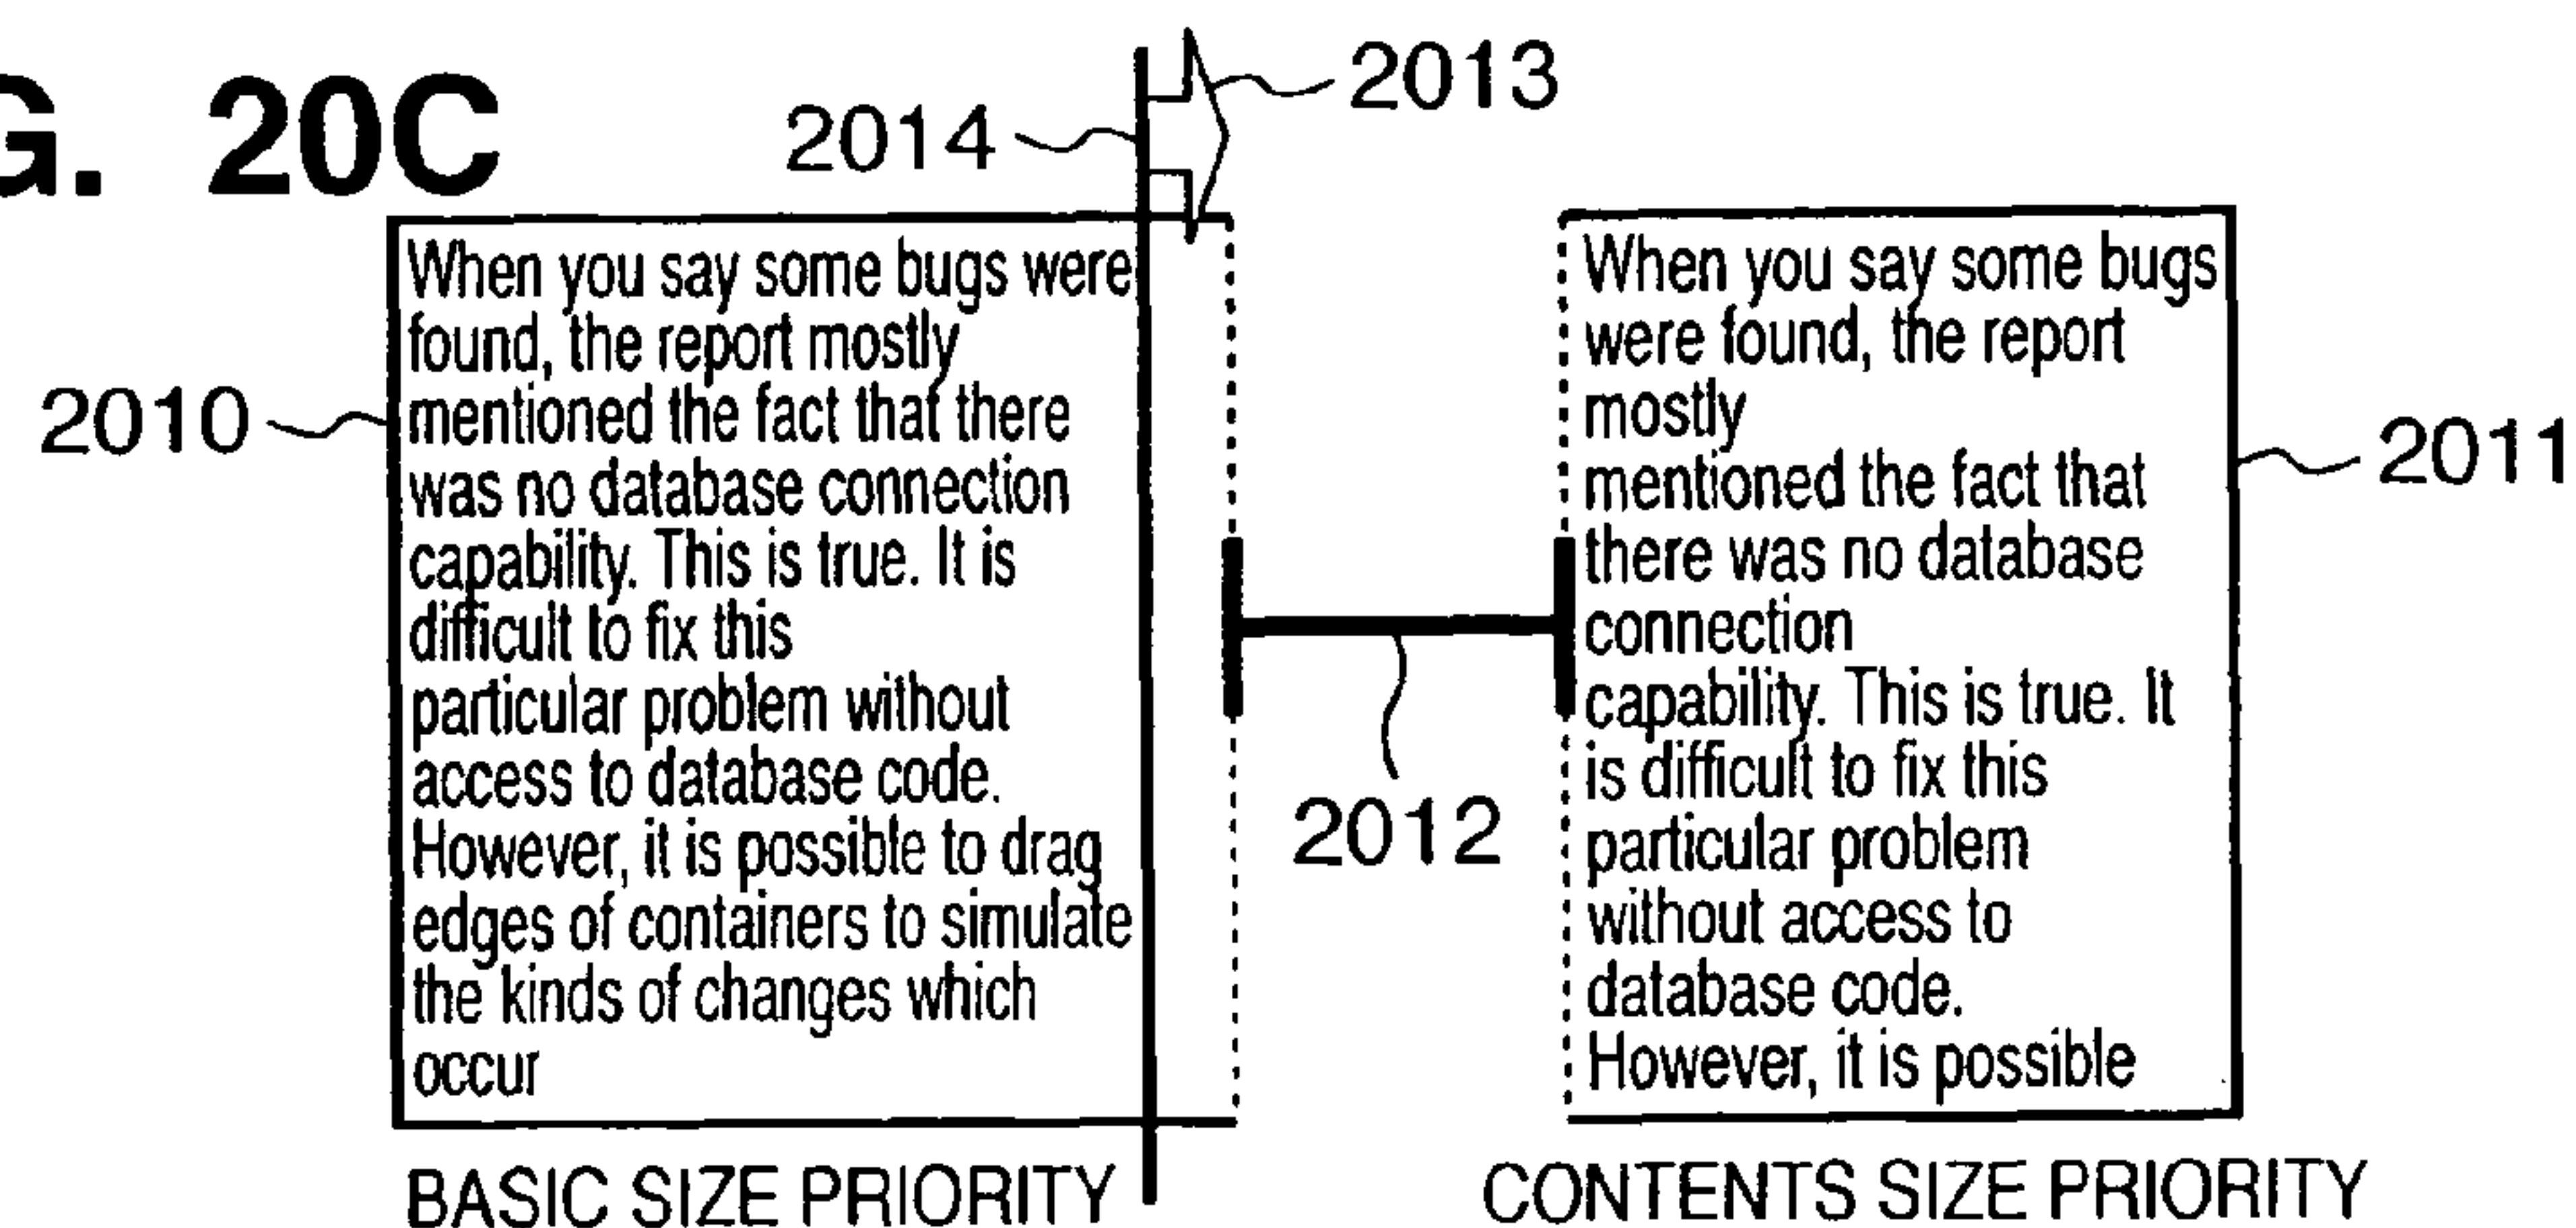 G. 20C
2013
2014
When you say some bugs were
found, the report mostly
mentioned the fact that there
was no database connection
capability. This is true. It is
difficult to fix this
particular problem without
access to database code.
However, it is possible to drag
edges of containers to simulate
the kinds of changes which
occur
2010
2012
When you say some bugs
were found, the report
mostly
mentioned the fact that
there was no database
connection
capability. This is true. It
is difficult to fix this
particular problem
without access to
database code.
However, it is possible
2011
BASIC SIZE PRIORITY
CONTENTS SIZE PRIORITY